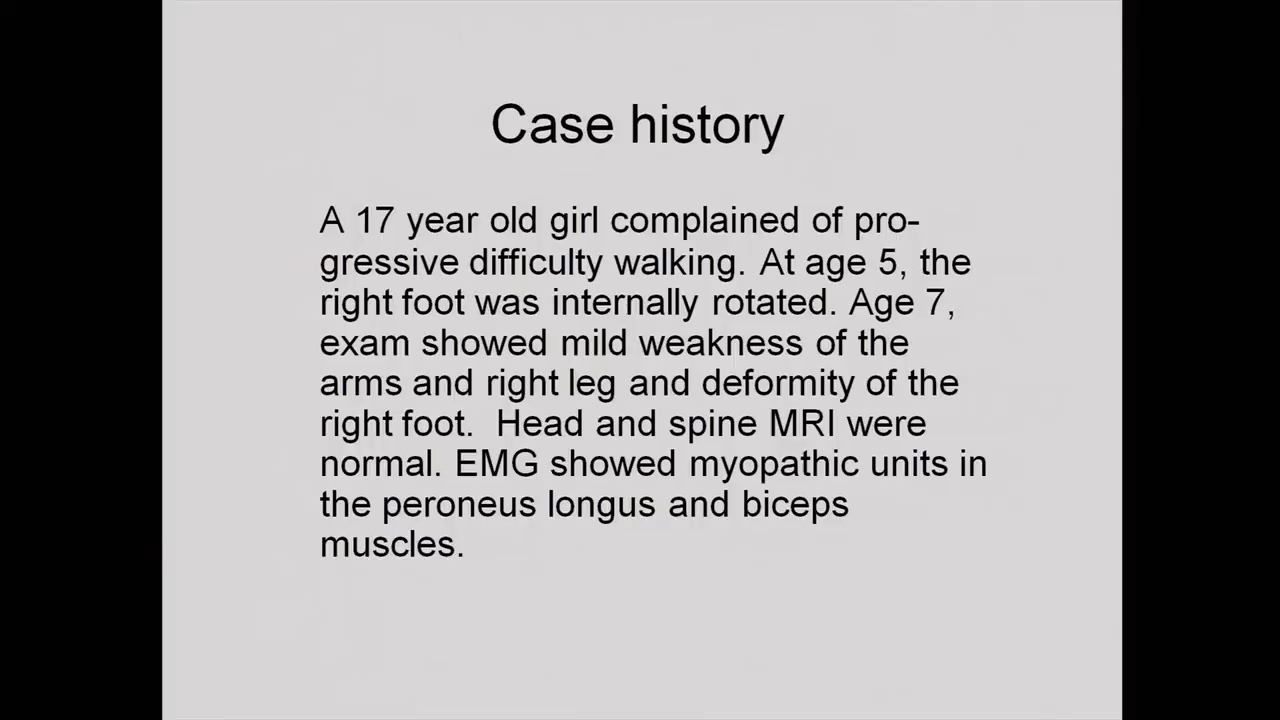 Case history
A 17 year old girl complained of pro-
gressive difficulty walking. At age 5, the
right foot was internally rotated. Age 7,
exam showed mild weakness of the
arms and right leg and deformity of the
right foot.  Head and spine MRI were
normal. EMG showed myopathic units in
the peroneus longus and biceps
muscles.